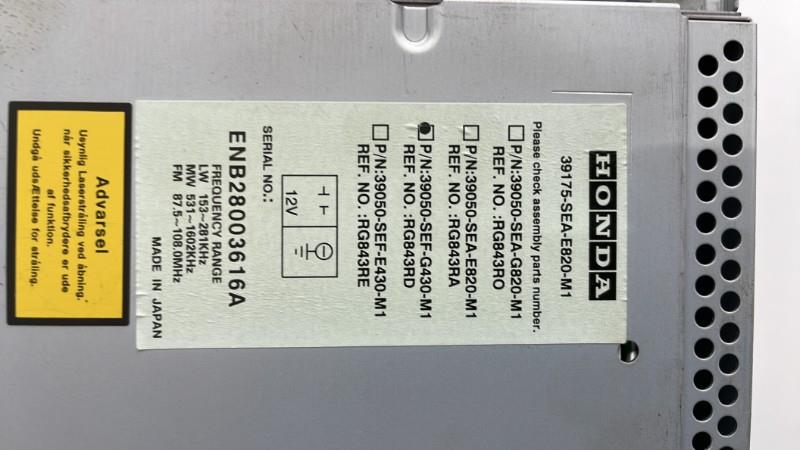 HONDA
39175-SEA-E820-M1
Please check assembly parts number.
P/N:39050-SEA-G820-M1
REF. NO. :RG843RO
P/N:39050-SEA-E820-M1
REF. NO. :RG843RA
P/N:39050-SEF-G430-M1
REF. NO. :RG843RD
P/N:39050-SEF-E430-M1
REF. NO. :RG843RE
12V
SERIAL NO.:
ENB28003616A
FREQUENCY RANGE
LW 153~281KHz
MW 531~1602KHz
FM 87.5~108.0MHz
MADE IN JAPAN
Advarsel
Usynlig Laserstråling ved åbning,
når sikkerhedsafbrydere er ude
af funktion.
Undgå udsÆttelse for stråling.